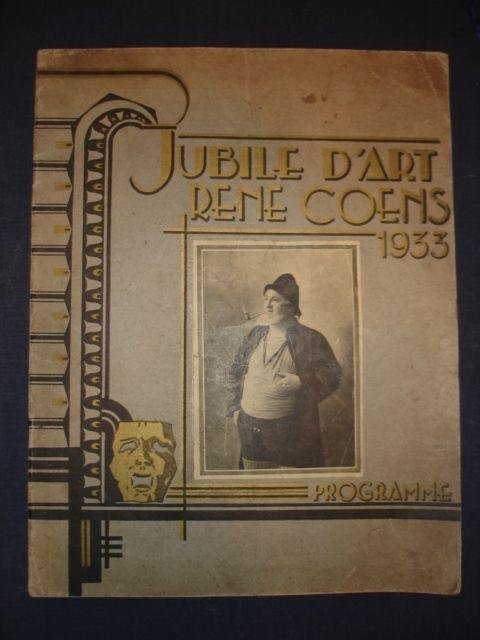 JUBILE D'ART
RENE COENS
1933
PROGRAMME